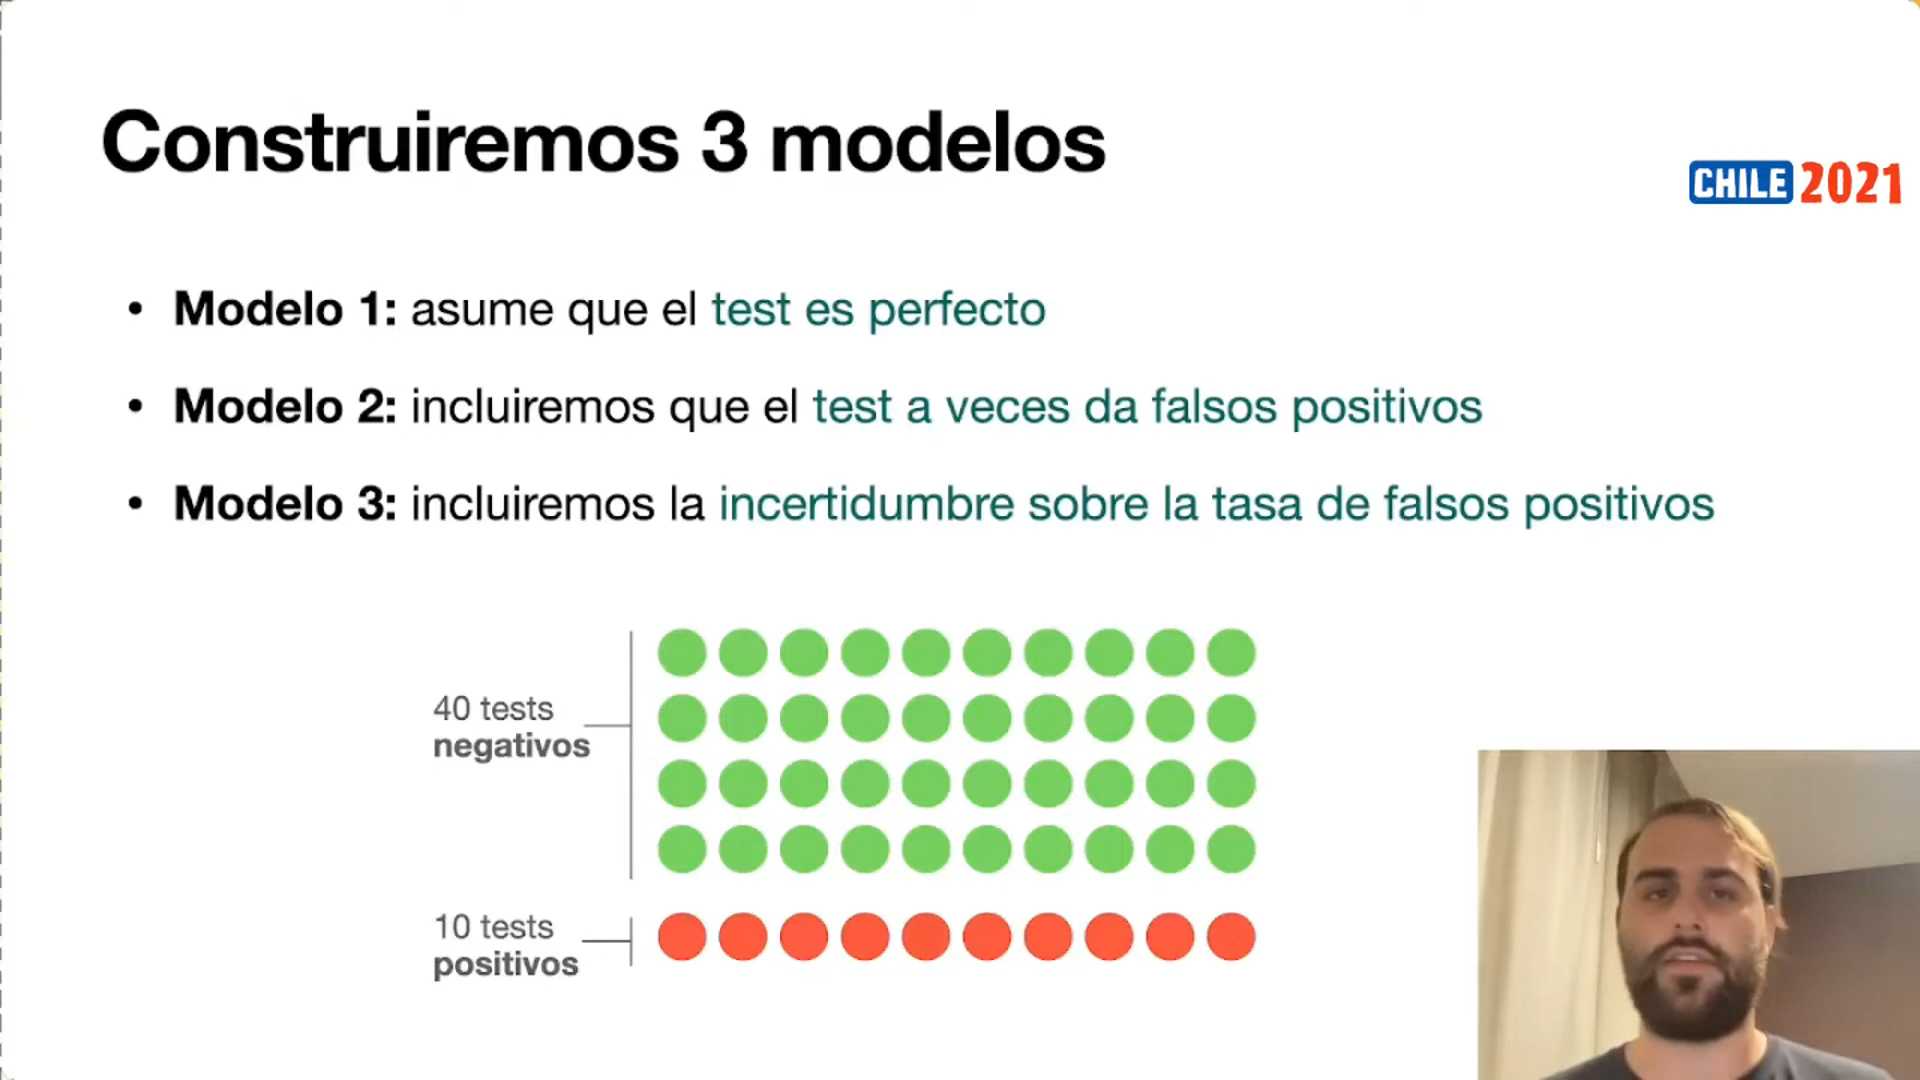 Construiremos 3 modelos
CHILE 2021
• Modelo 1: asume que el test es perfecto
• Modelo 2: incluiremos que el test a veces da falsos positivos
• Modelo 3: incluiremos la incertidumbre sobre la tasa de falsos positivos
40 tests
negativos
10 tests
positivos